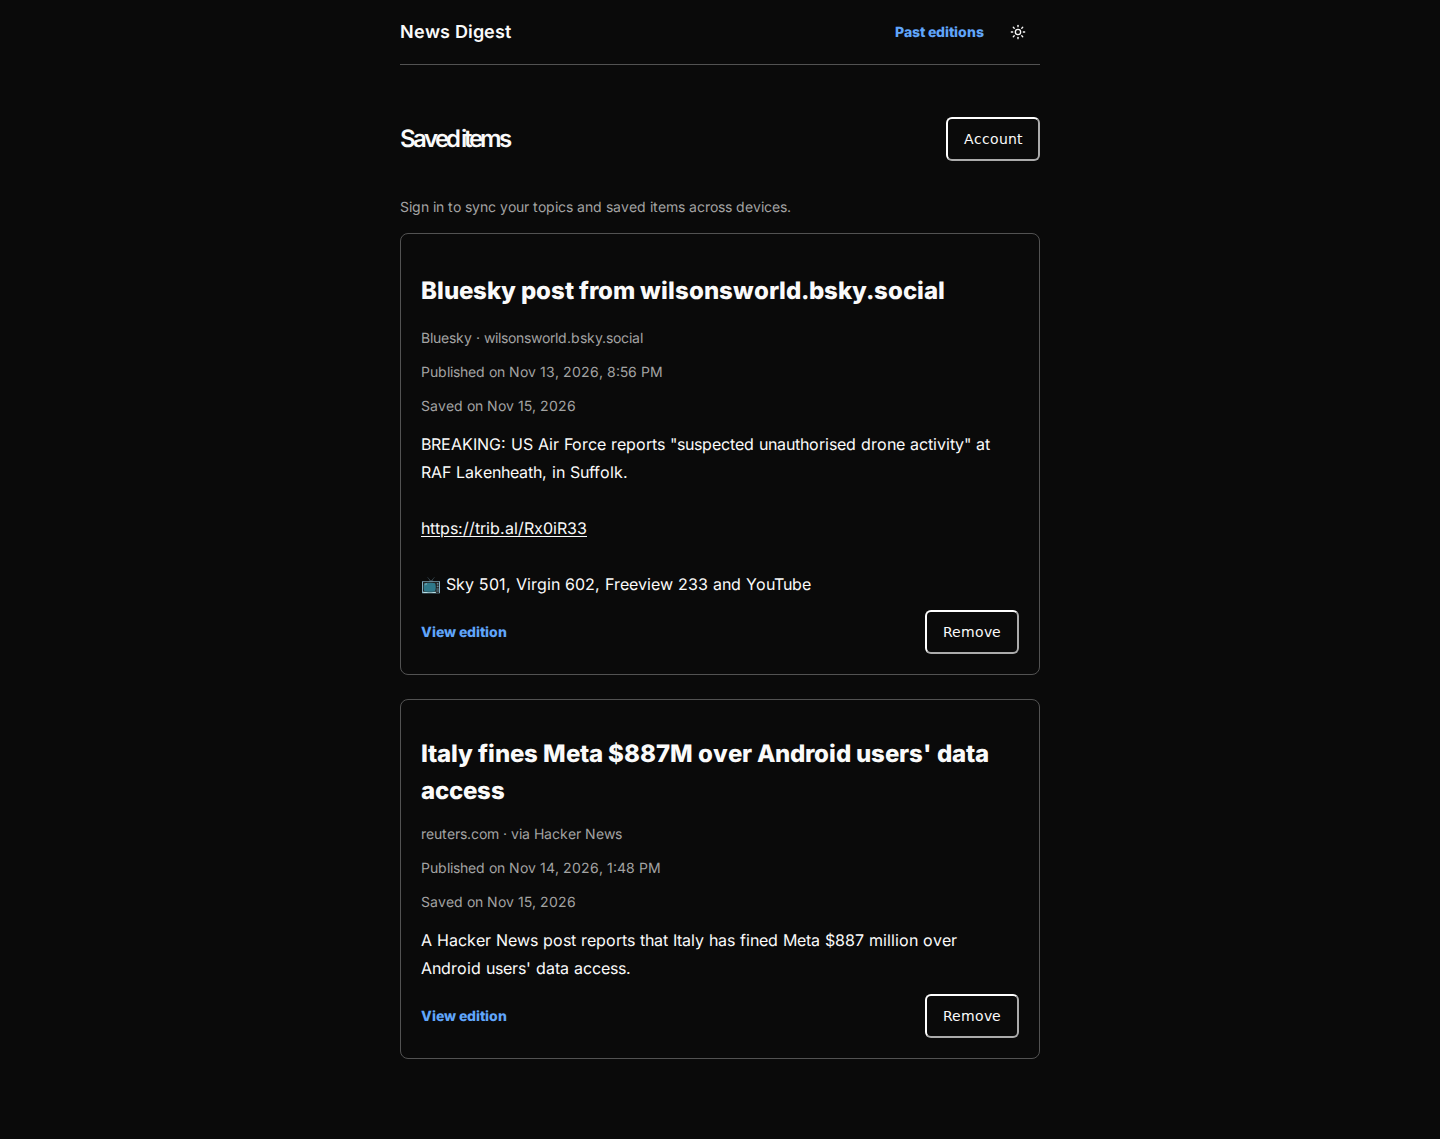 News Digest
Past editions
Saved items
Account
Sign in to sync your topics and saved items across devices.
Bluesky post from wilsonsworld.bsky.social
Bluesky · wilsonsworld.bsky.social
Published on Nov 13, 2026, 8:56 PM
Saved on Nov 15, 2026
BREAKING: US Air Force reports "suspected unauthorised drone activity" at
RAF Lakenheath, in Suffolk.
https://trib.al/Rx0iR33
📺 Sky 501, Virgin 602, Freeview 233 and YouTube
View edition
Remove
Italy fines Meta $887M over Android users' data
access
reuters.com · via Hacker News
Published on Nov 14, 2026, 1:48 PM
Saved on Nov 15, 2026
A Hacker News post reports that Italy has fined Meta $887 million over
Android users' data access.
View edition
Remove